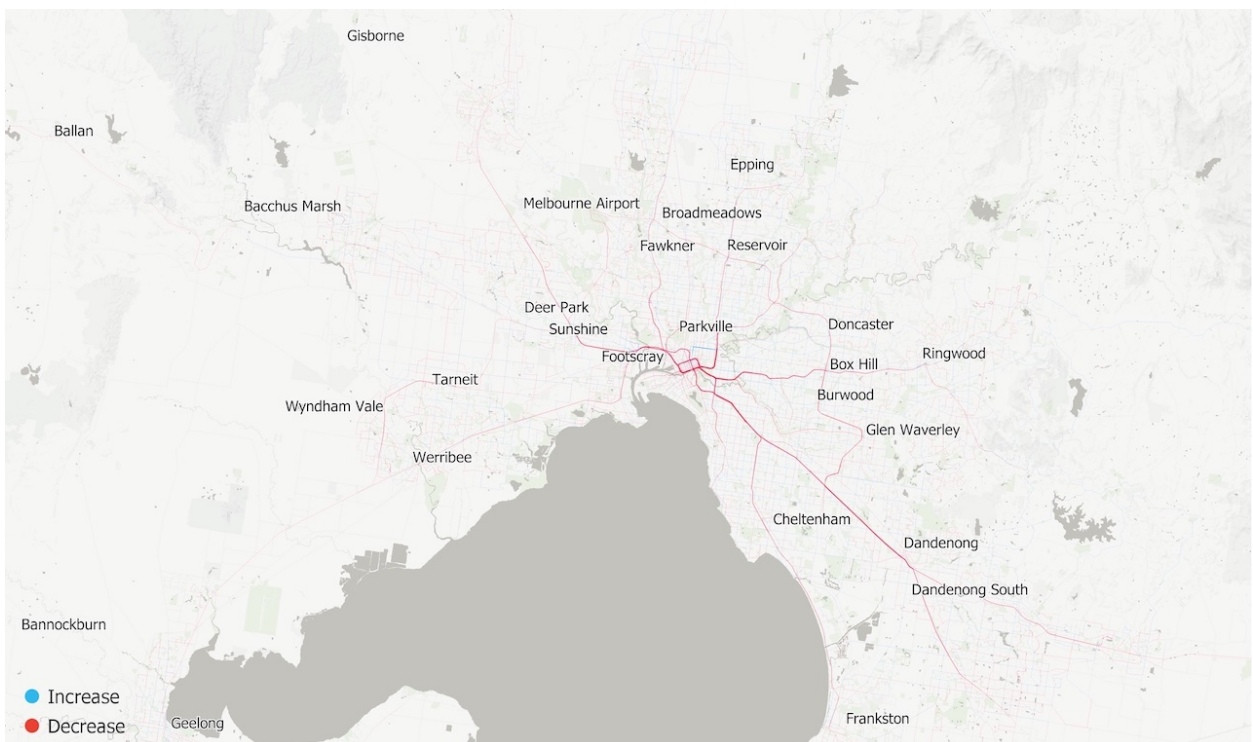 Gisborne
Ballan
Epping
Bacchus Marsh
Melbourne Airport
Broadmeadows
Fawkner
Reservoir
Deer Park
Sunshine
Parkville
Doncaster
Footscray
Ringwood
Box Hill
Tarneit
Burwood
Wyndham Vale
Glen Waverley
Werribee
Cheltenham
Dandenong
Dandenong South
Bannockburn
Increase
Geelong
Frankston
Decrease